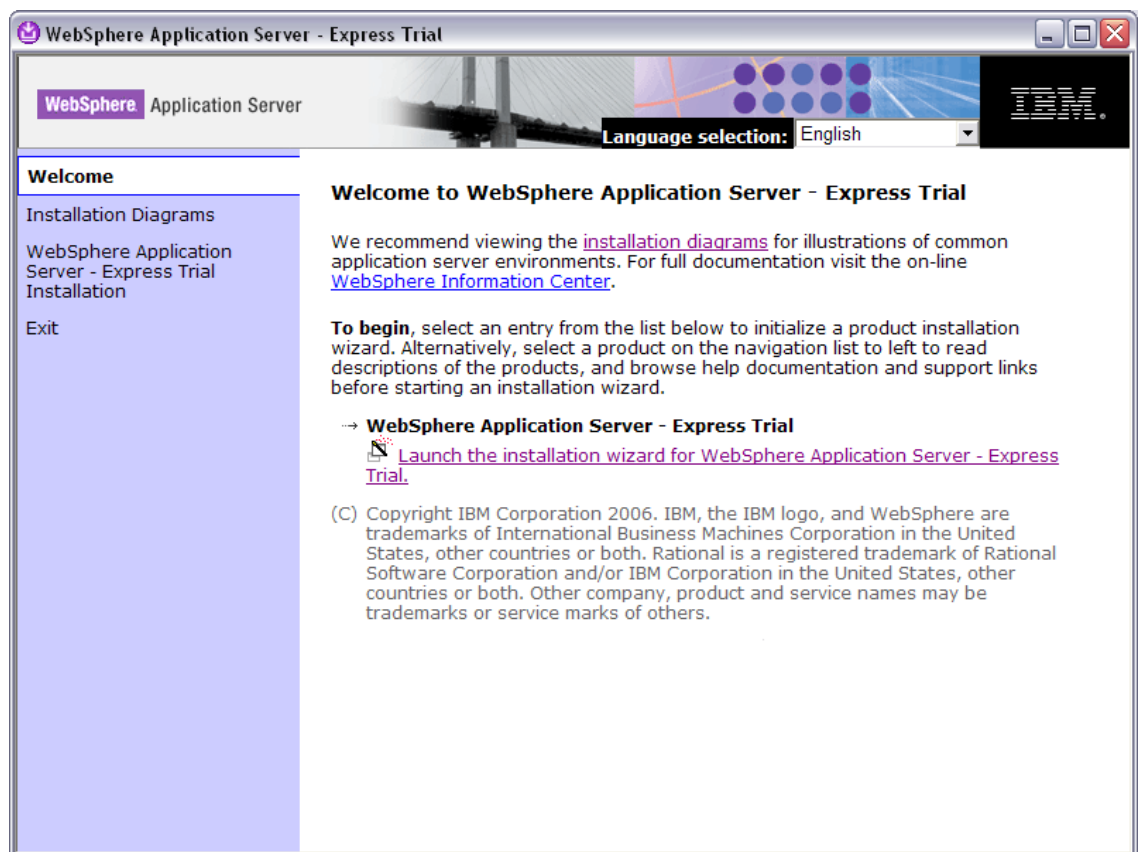 WebSphere Application Server - Express Trial
WebSphere. Application Server
IBM.
Language selection: English
Welcome
Installation Diagrams
WebSphere Application
Server - Express Trial
Installation
Exit
Welcome to WebSphere Application Server - Express Trial
We recommend viewing the installation diagrams for illustrations of common
application server environments. For full documentation visit the on-line
WebSphere Information Center.
To begin, select an entry from the list below to initialize a product installation
wizard. Alternatively, select a product on the navigation list to left to read
descriptions of the products, and browse help documentation and support links
before starting an installation wizard.
WebSphere Application Server - Express Trial
Launch the installation wizard for WebSphere Application Server - Express
Trial.
(C) Copyright IBM Corporation 2006. IBM, the IBM logo, and WebSphere are
trademarks of International Business Machines Corporation in the United
States, other countries or both. Rational is a registered trademark of Rational
Software Corporation and/or IBM Corporation in the United States, other
countries or both. Other company, product and service names may be
trademarks or service marks of others.